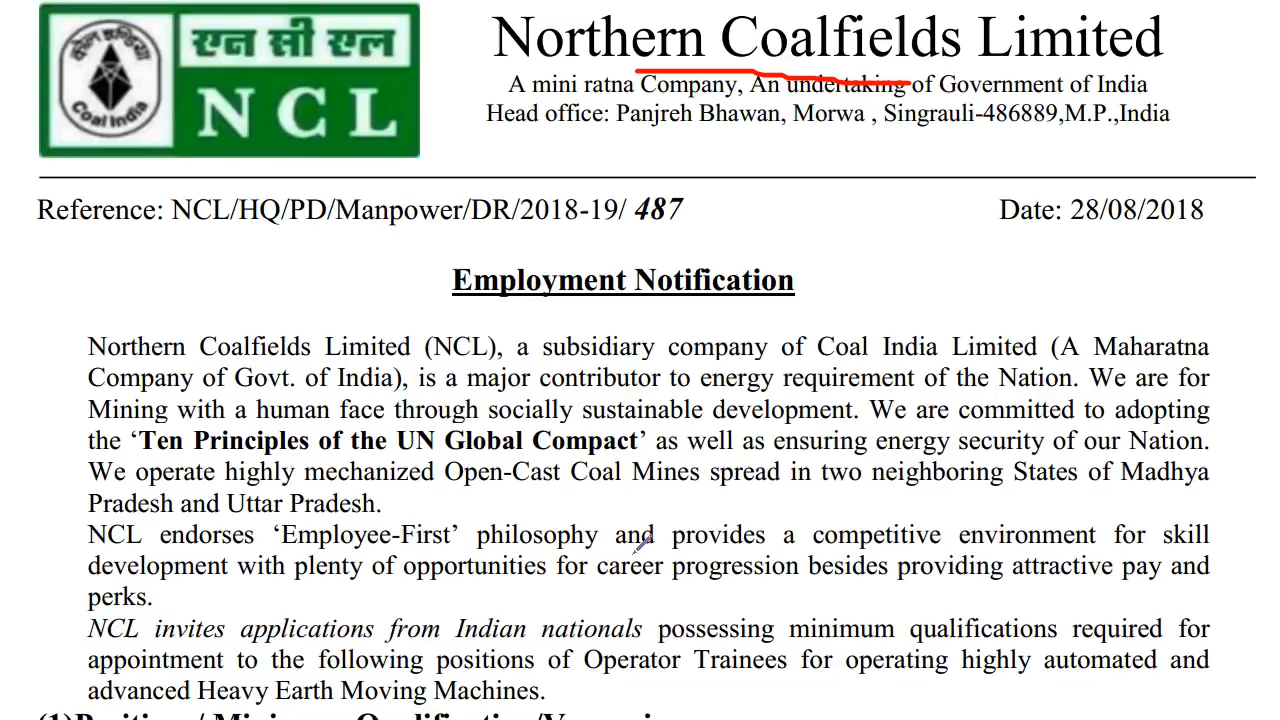 कोल इण्डिया
Coal India
एन सी एल
NCL
Northern Coalfields Limited
A mini ratna Company, An undertaking of Government of India
Head office: Panjreh Bhawan, Morwa , Singrauli-486889,M.P.,India
Reference: NCL/HQ/PD/Manpower/DR/2018-19/ 487
Date: 28/08/2018
Employment Notification
Northern Coalfields Limited (NCL), a subsidiary company of Coal India Limited (A Maharatna
Company of Govt. of India), is a major contributor to energy requirement of the Nation. We are for
Mining with a human face through socially sustainable development. We are committed to adopting
the ‘Ten Principles of the UN Global Compact’ as well as ensuring energy security of our Nation.
We operate highly mechanized Open-Cast Coal Mines spread in two neighboring States of Madhya
Pradesh and Uttar Pradesh.
NCL endorses ‘Employee-First’ philosophy and provides a competitive environment for skill
development with plenty of opportunities for career progression besides providing attractive pay and
perks.
NCL invites applications from Indian nationals possessing minimum qualifications required for
appointment to the following positions of Operator Trainees for operating highly automated and
advanced Heavy Earth Moving Machines.